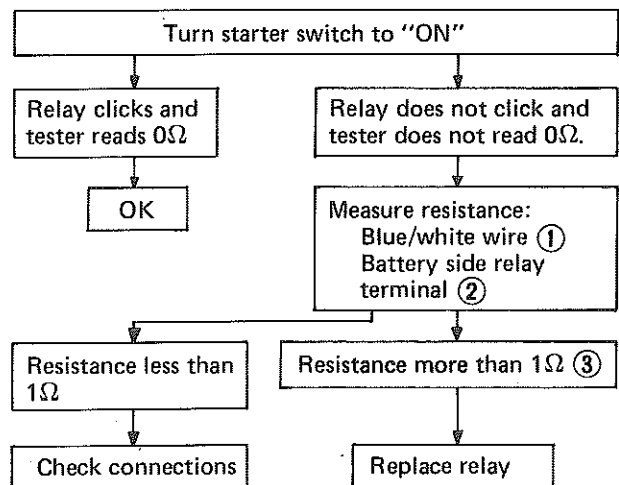 Turn starter switch to "ON"
Relay clicks and
tester reads 0Ω
Relay does not click and
tester does not read 0Ω.
OK
Measure resistance:
Blue/white wire ①
Battery side relay
terminal ②
Resistance less than
1Ω
Resistance more than 1Ω ③
Check connections
Replace relay